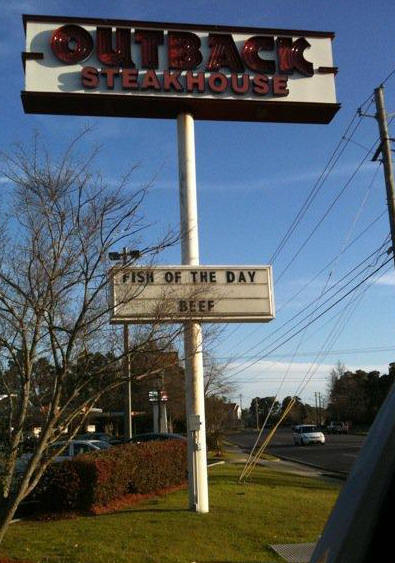 OUTBACK
STEAKHOUSE
FISH OF THE DAY
BEEF